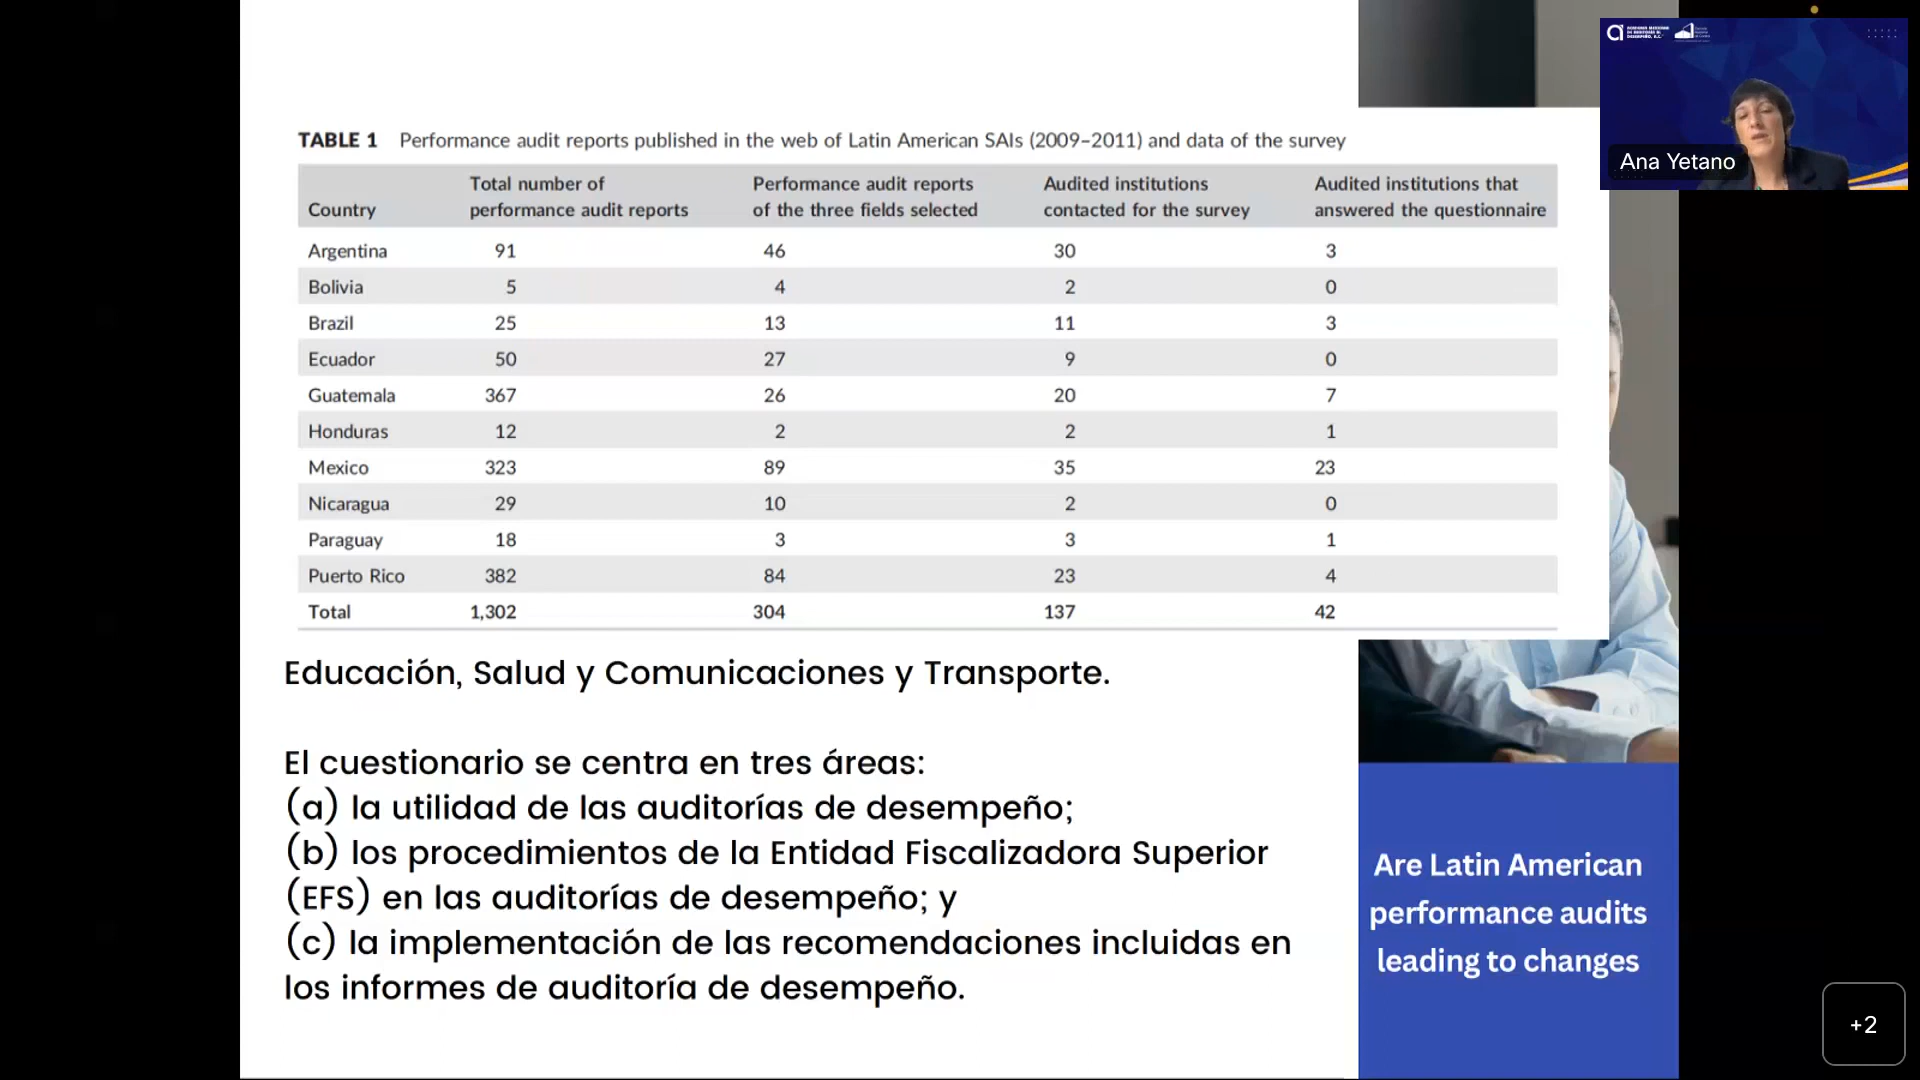 TABLE 1 Performance audit reports published in the web of Latin American SAIs (2009–2011) and data of the survey
Country Total number of performance audit reports Performance audit reports of the three fields selected Audited institutions contacted for the survey Audited institutions that answered the questionnaire
Argentina 91 46 30 3
Bolivia 5 4 2 0
Brazil 25 13 11 3
Ecuador 50 27 9 0
Guatemala 367 26 20 7
Honduras 12 2 2 1
Mexico 323 89 35 23
Nicaragua 29 10 2 0
Paraguay 18 3 3 1
Puerto Rico 382 84 23 4
Total 1,302 304 137 42
Educación, Salud y Comunicaciones y Transporte.
El cuestionario se centra en tres áreas:
(a) la utilidad de las auditorías de desempeño;
(b) los procedimientos de la Entidad Fiscalizadora Superior
(EFS) en las auditorías de desempeño; y
(c) la implementación de las recomendaciones incluidas en
los informes de auditoría de desempeño.
Are Latin American
performance audits
leading to changes
Ana Yetano
+2